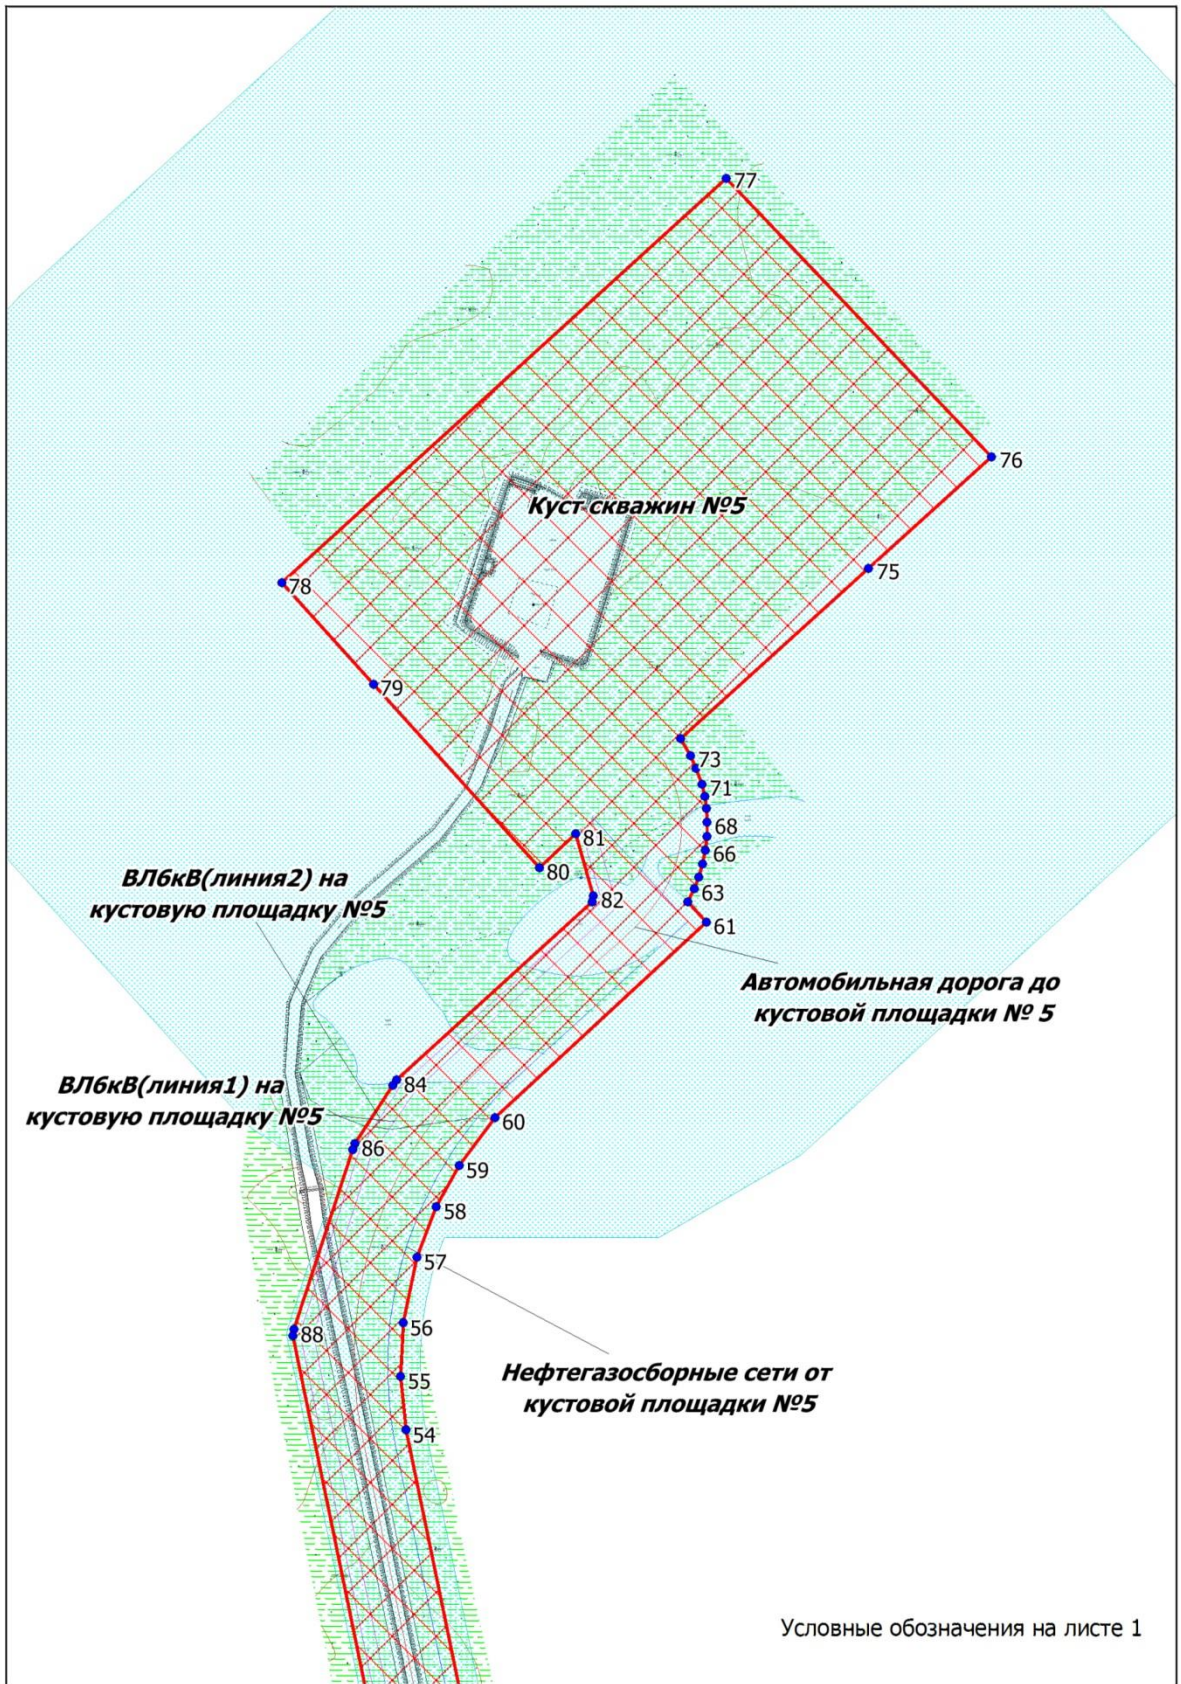 77
76
Куст скважин №5
75
78
79
73
71
68
81
66
80
63
82
61
ВЛ6кВ(линия2) на
кустовую площадку №5
Автомобильная дорога до
кустовой площадки № 5
84
ВЛ6кВ(линия1) на
кустовую площадку №5
60
86
59
58
57
56
88
55
Нефтегазосборные сети от
кустовой площадки №5
54
Условные обозначения на листе 1